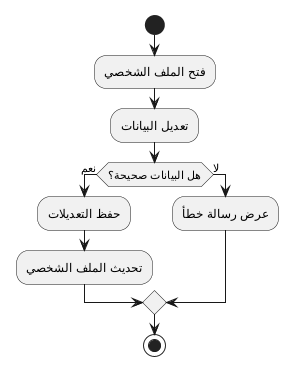 فتح الملف الشخصي
تعديل البيانات
هل البيانات صحيحة؟
نعم
لا
حفظ التعديلات
عرض رسالة خطأ
تحديث الملف الشخصي